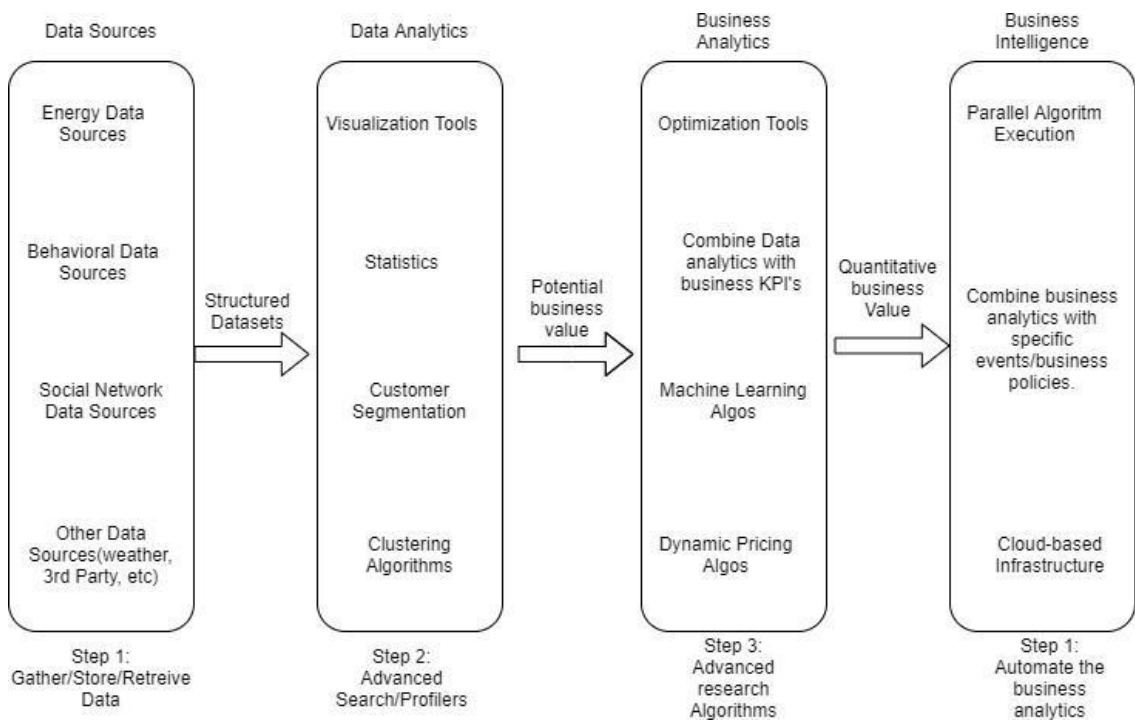 Data Sources
Energy Data
Sources
Behavioral Data
Sources
Social Network
Data Sources
Other Data
Sources(weather,
3rd Party, etc)
Step 1:
Gather/Store/Retreive
Data
Structured
Datasets
Data Analytics
Visualization Tools
Statistics
Customer
Segmentation
Clustering
Algorithms
Step 2:
Advanced
Search/Profilers
Potential
business
value
Business
Analytics
Optimization Tools
Combine Data
analytics with
business KPI's
Machine Learning
Algos
Dynamic Pricing
Algos
Step 3:
Advanced
research
Algorithms
Quantitative
business
Value
Business
Intelligence
Parallel Algoritm
Execution
Combine business
analytics with
specific
events/business
policies.
Cloud-based
Infrastructure
Step 1:
Automate the
business
analytics